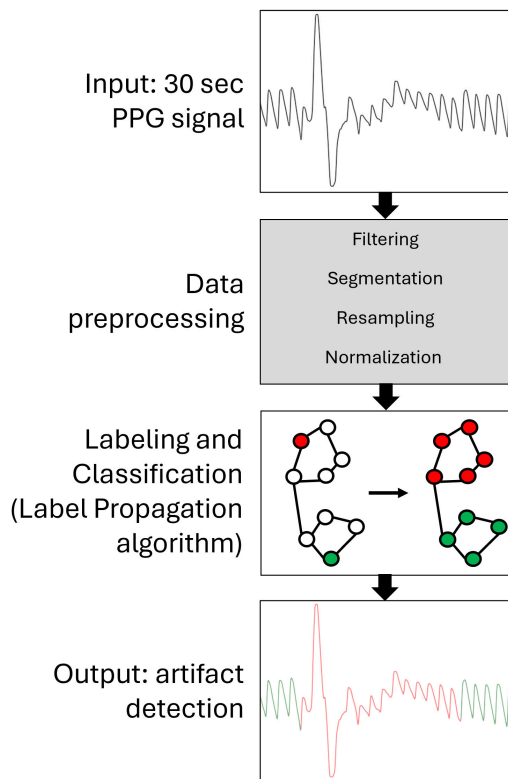 Input: 30 sec
PPG signal
Data
preprocessing
Filtering
Segmentation
Resampling
Normalization
Labeling and
Classification
(Label Propagation
algorithm)
Output: artifact
detection